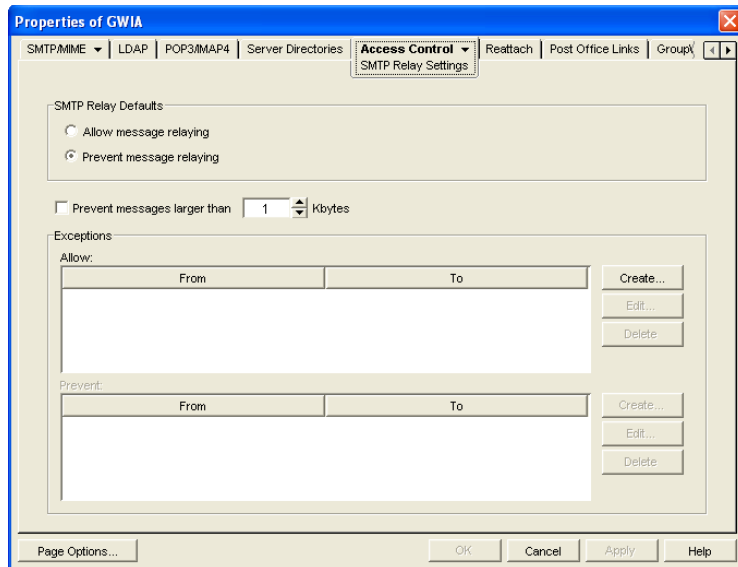 Properties of GWIA
SMTP/MIME LDAP POP3/IMAP4 Server Directories Access Control Reattach Post Office Links
SMTP Relay Settings
SMTP Relay Defaults
Allow message relaying
Prevent message relaying
Prevent messages larger than 1 Kbytes
Exceptions
Allow:
From To Create...
Edit...
Delete
Prevent:
From To Create...
Edit...
Delete
Page Options... OK Cancel Apply Help